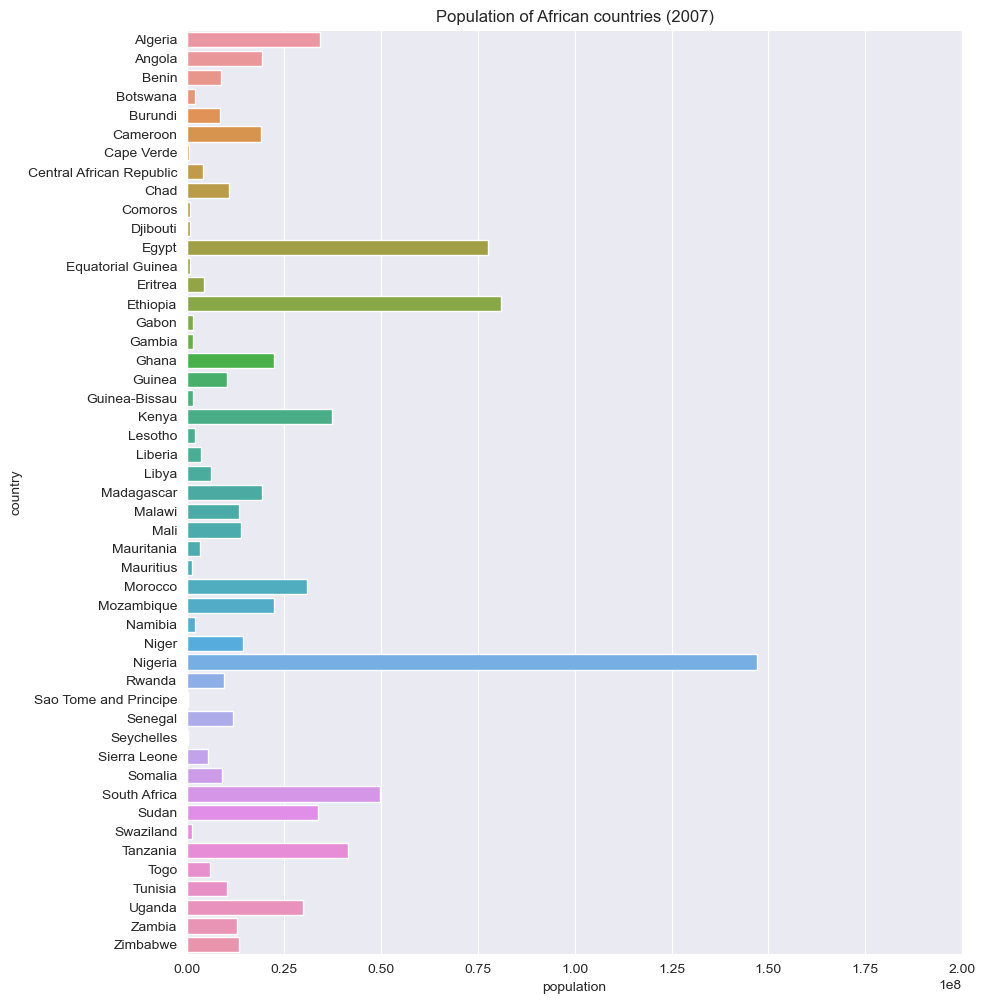 Population of African countries (2007)
Algeria
Angola
Benin
Botswana
Burundi
Cameroon
Cape Verde
Central African Republic
Chad
Comoros
Djibouti
Egypt
Equatorial Guinea
Eritrea
Ethiopia
Gabon
Gambia
Ghana
Guinea
Guinea-Bissau
Kenya
Lesotho
Liberia
Libya
country
Madagascar
Malawi
Mali
Mauritania
Mauritius
Morocco
Mozambique
Namibia
Niger
Nigeria
Rwanda
Sao Tome and Principe
Senegal
Seychelles
Sierra Leone
Somalia
South Africa
Sudan
Swaziland
Tanzania
Togo
Tunisia
Uganda
Zambia
Zimbabwe
0.00 0.25 0.50 0.75 1.00 1.25 1.50 1.75 2.00
1e8
population